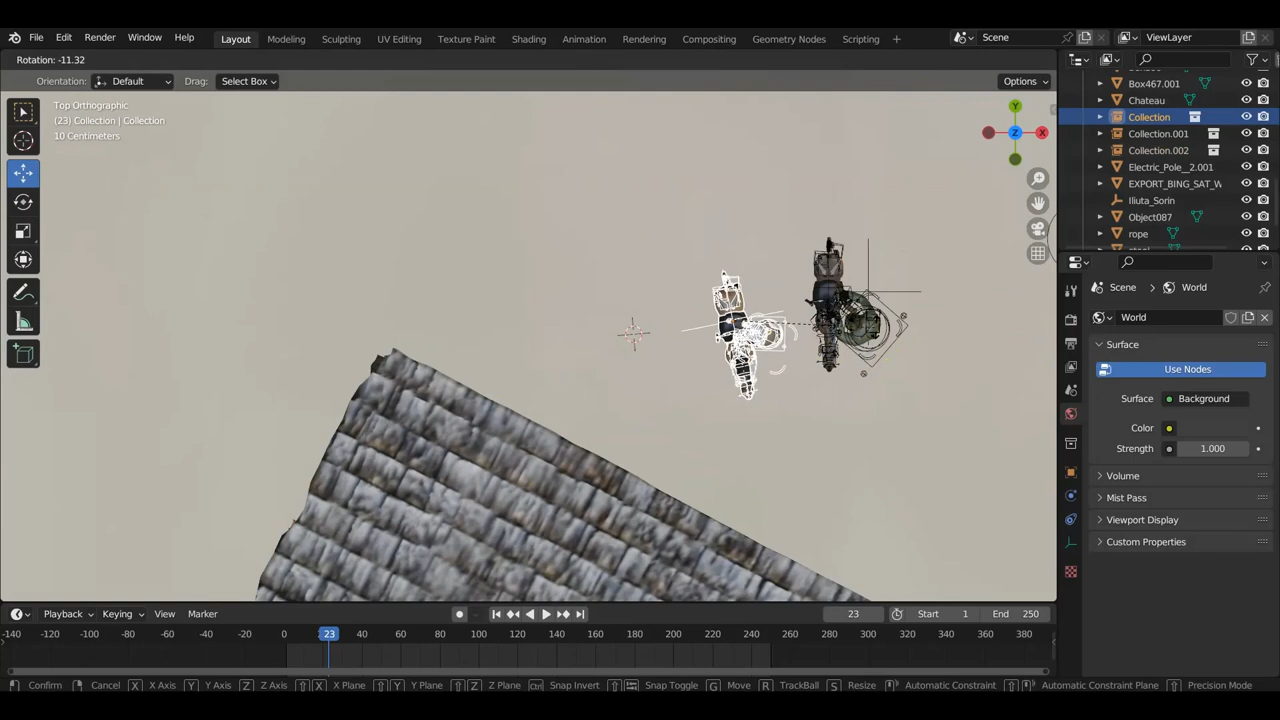 File Edit Render Window Help Layout Modeling Sculpting UV Editing Texture Paint Shading Animation Rendering Compositing Geometry Nodes Scripting + Scene ViewLayer
Rotation: -11.32
Orientation: Default Drag: Select Box Options
Top Orthographic
(23) Collection | Collection
10 Centimeters
Y
Z X
Box467.001
Chateau
Collection
Collection.001
Collection.002
Electric_Pole__2.001
EXPORT_BING_SAT_W
Iliuta_Sorin
Object087
rope
Scene > World
World
Surface
Use Nodes
Surface Background
Color
Strength 1.000
Volume
Mist Pass
Viewport Display
Custom Properties
Playback Keying View Marker 23 Start 1 End 250
-140 -120 -100 -80 -60 -40 -20 0 23 40 60 80 100 120 140 160 180 200 220 240 260 280 300 320 340 360 380
Confirm Cancel X X Axis Y Y Axis Z Z Axis X X Plane Y Y Plane Z Z Plane Ctrl Snap Invert Snap Toggle G Move R TrackBall S Resize Automatic Constraint Automatic Constraint Plane Precision Mode